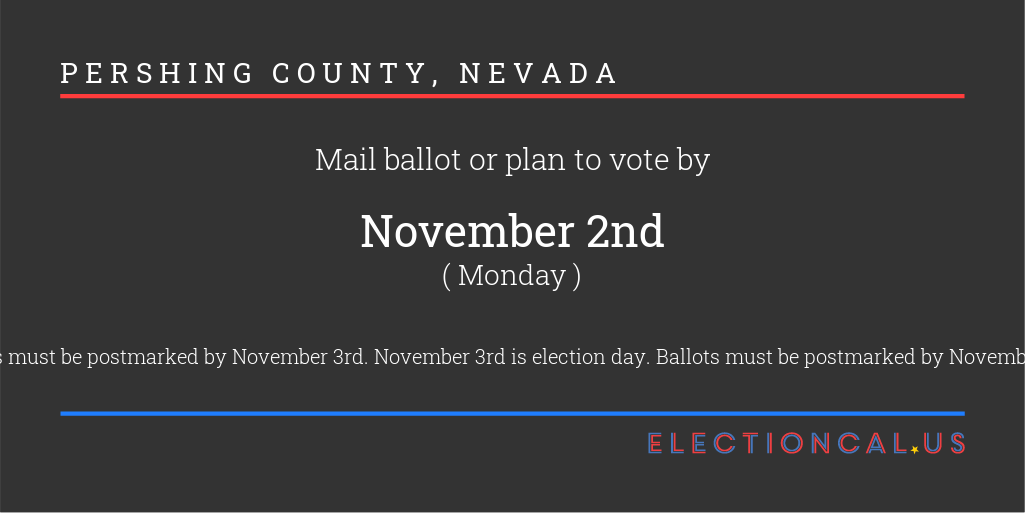 PERSHING COUNTY, NEVADA
Mail ballot or plan to vote by
November 2nd
( Monday )
s must be postmarked by November 3rd. November 3rd is election day. Ballots must be postmarked by Novemb
ELECTIONCAL.US